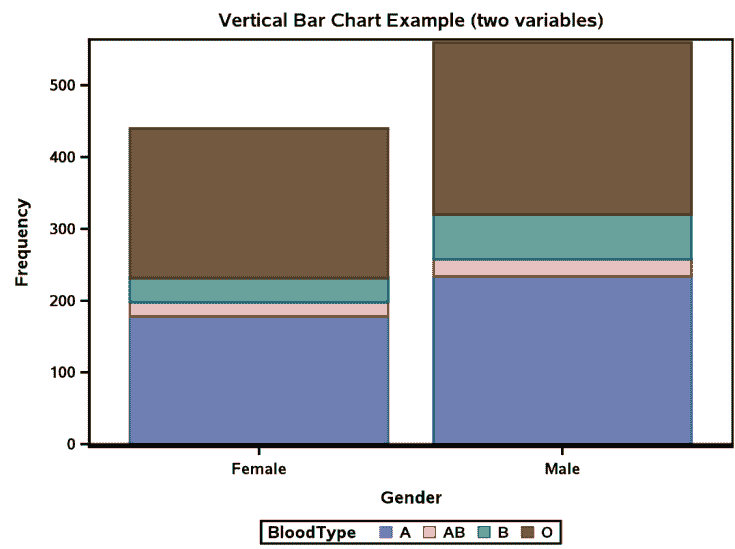 Vertical Bar Chart Example (two variables)
Frequency
500
400
300
200
100
0
Female Male
Gender
BloodType A AB B O